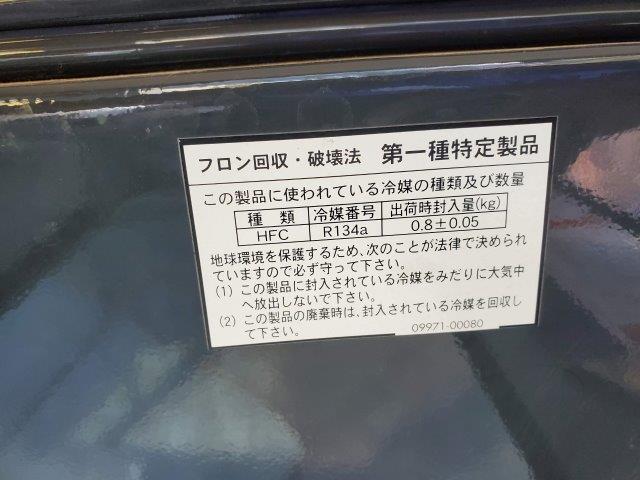 フロン回収・破壊法 第一種特定製品
この製品に使われている冷媒の種類及び数量
種 類 冷媒番号 出荷時封入量(kg)
HFC R134a 0.8±0.05
地球環境を保護するため、次のことが法律で決められ
ていますので必ず守って下さい。
(1) この製品に封入されている冷媒をみだりに大気中
へ放出しないで下さい。
(2) この製品の廃棄時は、封入されている冷媒を回収し
て下さい。
09971-00080